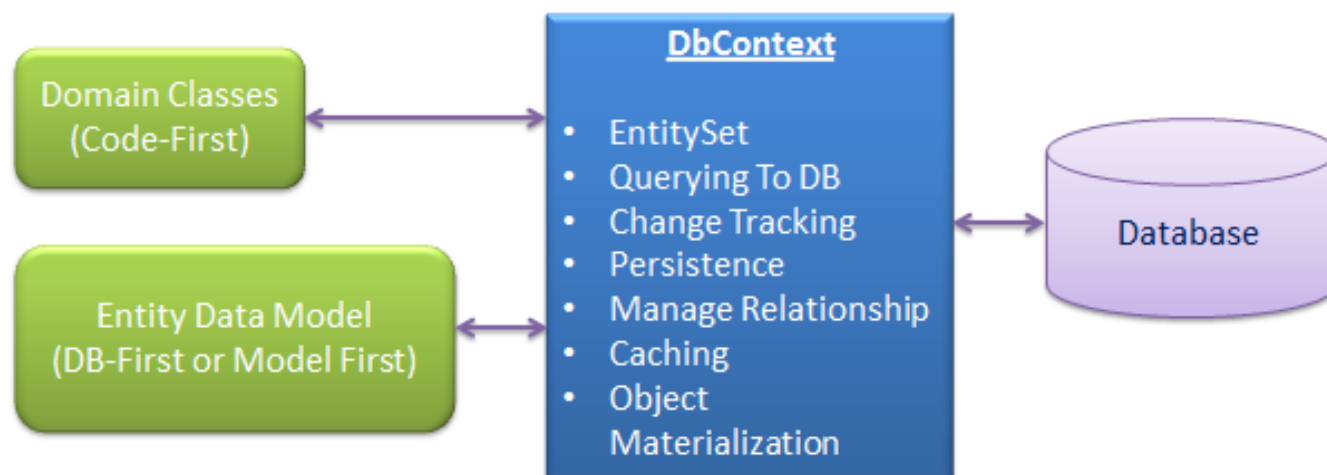 Domain Classes
(Code-First)
Entity Data Model
(DB-First or Model First)
DbContext
• EntitySet
• Querying To DB
• Change Tracking
• Persistence
• Manage Relationship
• Caching
• Object
Materialization
Database